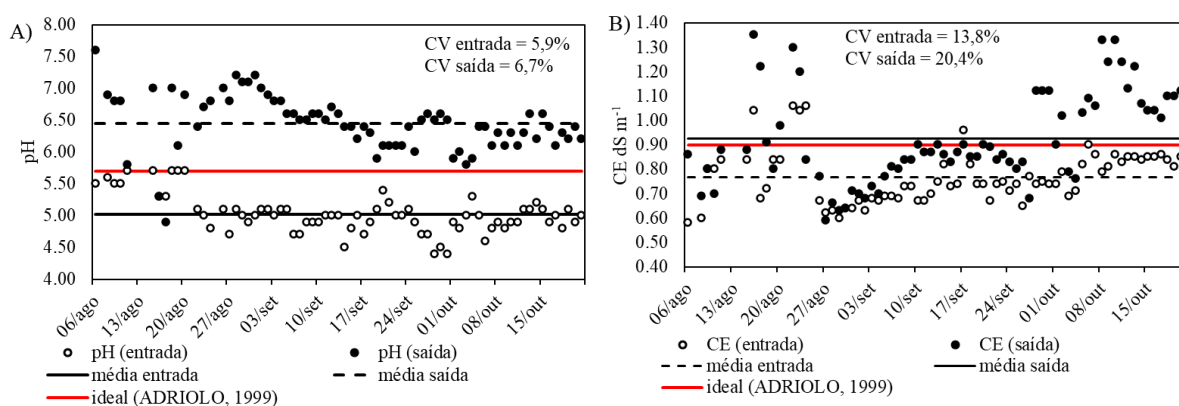 A)
8.00
7.50
7.00
6.50
6.00
5.50
5.00
4.50
4.00
pH
CV entrada = 5,9%
CV saída = 6,7%
06/ago
13/ago
20/ago
27/ago
03/set
10/set
17/set
24/set
01/out
08/out
15/out
pH (entrada)
pH (saída)
média entrada
média saída
ideal (ADRIOLO, 1999)
B)
1.40
1.30
1.20
1.10
1.00
0.90
0.80
0.70
0.60
0.50
0.40
CE dS m⁻¹
CV entrada = 13,8%
CV saída = 20,4%
06/ago
13/ago
20/ago
27/ago
03/set
10/set
17/set
24/set
01/out
08/out
15/out
CE (entrada)
CE (saída)
média entrada
média saída
ideal (ADRIOLO, 1999)